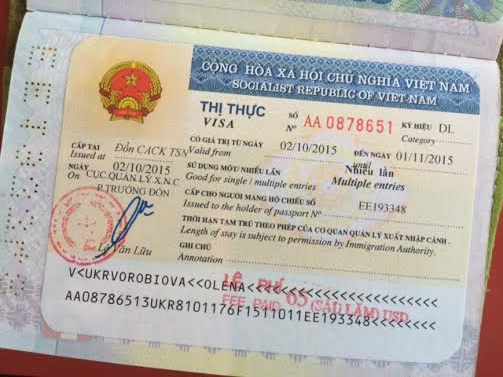 CỘNG HÒA XÃ HỘI CHỦ NGHĨA VIỆT NAM
SOCIALIST REPUBLIC OF VIETNAM
THỊ THỰC
VISA
SỐ
Nº AA 0878651
KÝ HIỆU DL
Category
CẤP TẠI Đồn CACK TSN
Issued at
CÓ GIÁ TRỊ TỪ NGÀY 02/10/2015 ĐẾN NGÀY 01/11/2015
Valid from
NGÀY 02/10/2015
On
SỬ DỤNG MỘT/NHIỀU LẦN Nhiều lần
Good for single / multiple entries Multiple entries
CỤC QUẢN LÝ X.N.C
P. TRƯỞNG ĐỒN
CẤP CHO NGƯỜI MANG HỘ CHIẾU SỐ
Issued to the holder of passport Nº EE193348
THỜI HẠN TẠM TRÚ THEO PHÉP CỦA CƠ QUAN QUẢN LÝ XUẤT NHẬP CẢNH.
Length of stay is subject to permission by Immigration Authority.
Lê Văn Lữu
GHI CHÚ
Annotation
LỆ PHÍ 65 (SÁU LĂM) USD
FEE PAID
V<UKRVOROBIOVA<<OLENA<<<<<<<<<<<<<<<<<
AA08786513UKR8101176F1511011EE193348<<<<<<<<